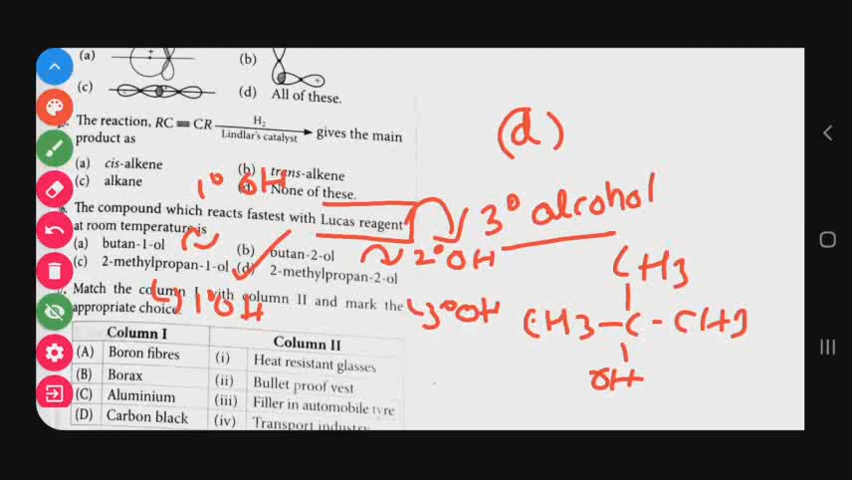 (a)
(b)
(c)
(d) All of these.
The reaction, RC ≡ CR H2 Lindlar's catalyst gives the main
product as
(a) cis-alkene
(b) trans-alkene
(c) alkane
None of these.
1° OH
The compound which reacts fastest with Lucas reagent
at room temperature is
(a) butan-1-ol
(b) butan-2-ol
2° OH
(c) 2-methylpropan-1-ol
(d) 2-methylpropan-2-ol
1° OH
3° OH
Match the column I with column II and mark the
appropriate choice.
Column I
Column II
(A) Boron fibres
(i) Heat resistant glasses
(B) Borax
(ii) Bullet proof vest
(C) Aluminium
(iii) Filler in automobile tyre
(D) Carbon black
(iv) Transport industry
(d)
3° alcohol
CH3
CH3-C-CH3
OH